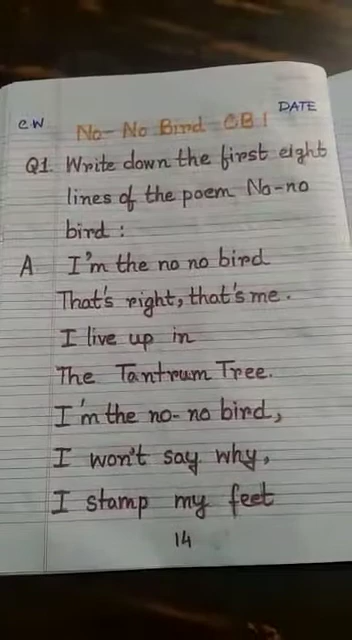 DATE
C.W
No-No Bird CB 1
Q1. Write down the first eight
lines of the poem No-no
bird :
A I'm the no no bird
That's right, that's me.
I live up in
The Tantrum Tree.
I'm the no-no bird,
I won't say why,
I stamp my feet
14